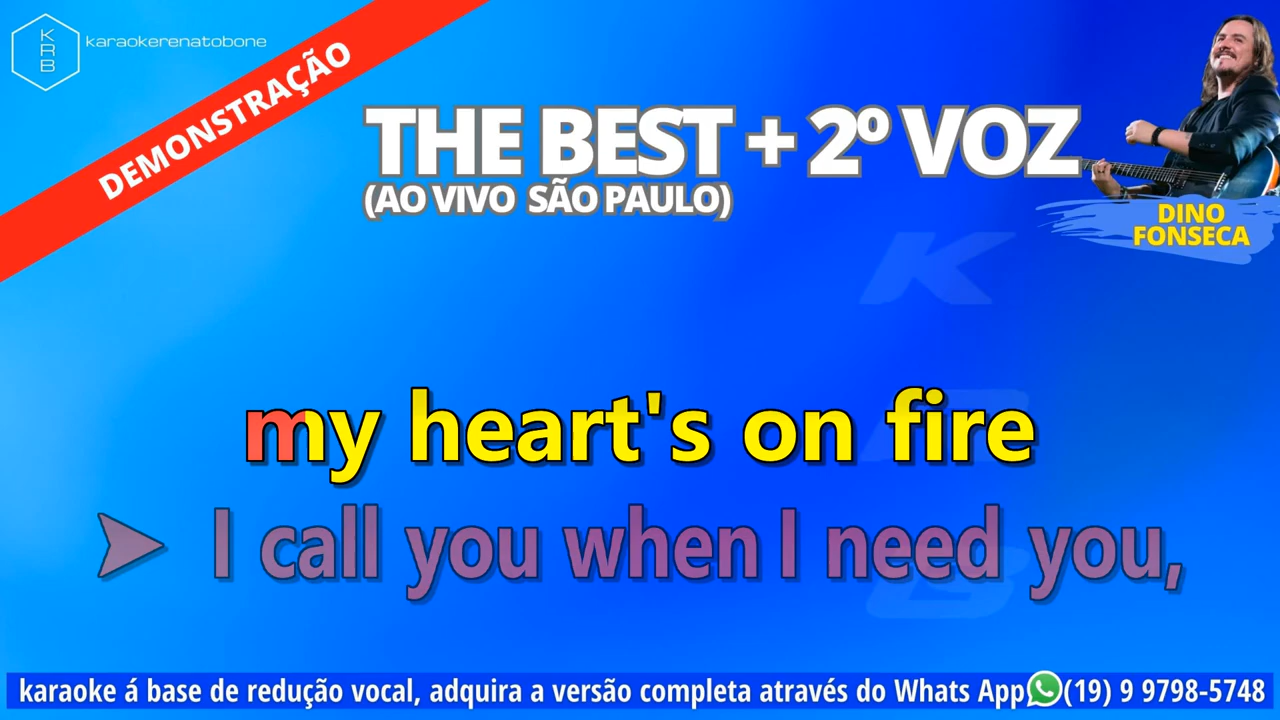 K
R
B
karaokerenatobone
DEMONSTRAÇÃO
THE BEST + 2º VOZ
(AO VIVO SÃO PAULO)
DINO
FONSECA
K
R
B
my heart's on fire
➤ I call you when I need you,
karaoke á base de redução vocal, adquira a versão completa através do Whats App (19) 9 9798-5748